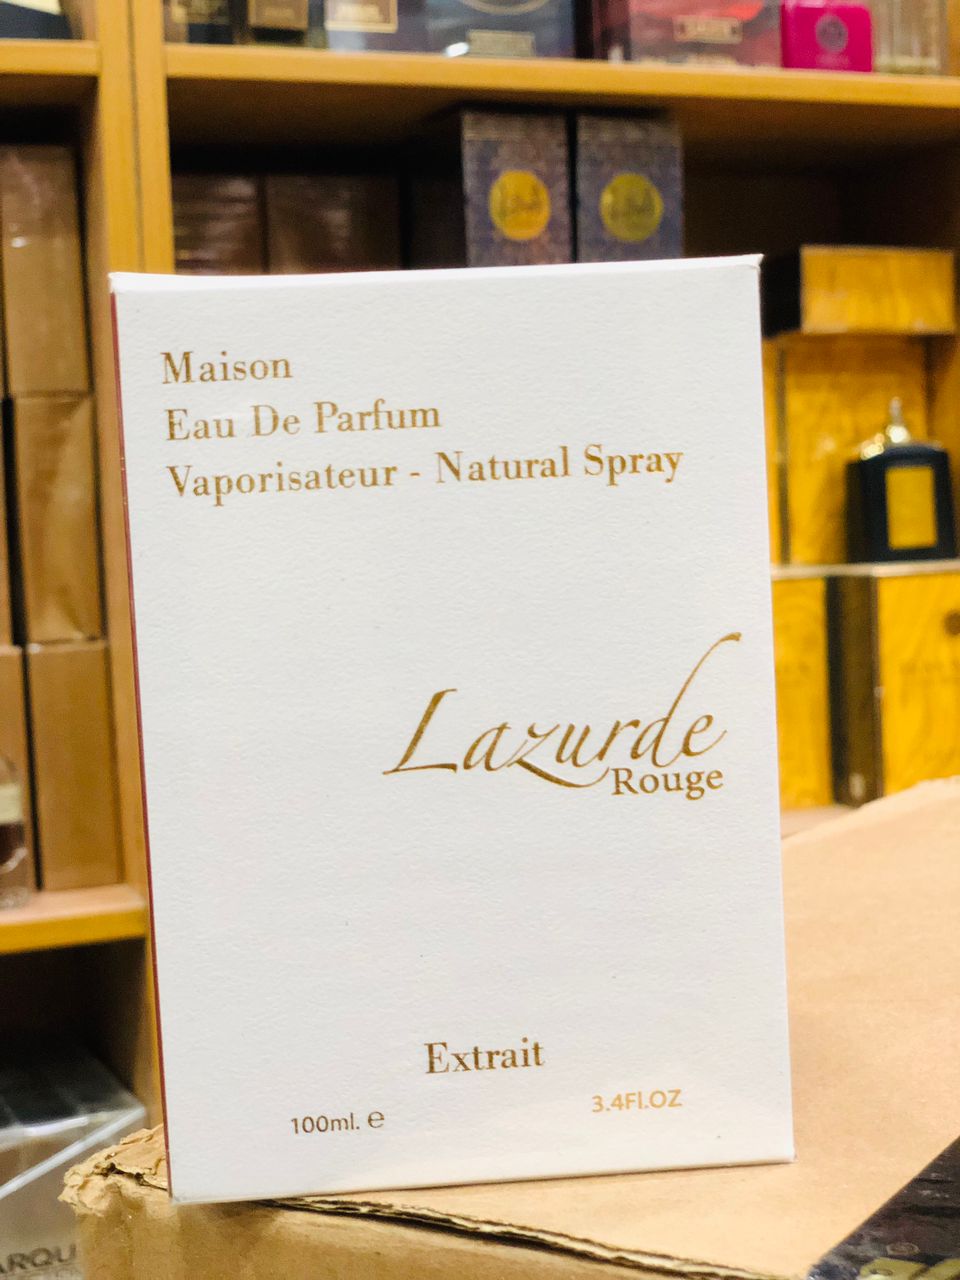 Maison
Eau De Parfum
Vaporisateur - Natural Spray
Lazurde
Rouge
Extrait
100ml. e
3.4Fl.OZ